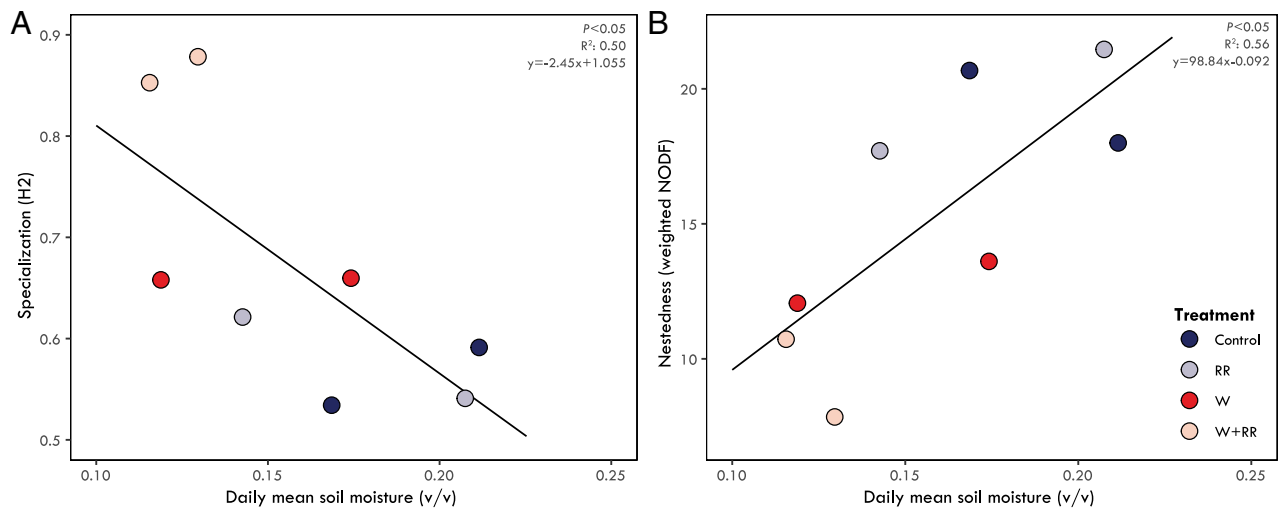 A
P<0.05
R²: 0.50
y=-2.45x+1.055
0.9
0.8
0.7
0.6
0.5
Specialization (H2)
0.10
0.15
0.20
0.25
Daily mean soil moisture (v/v)
B
P<0.05
R²: 0.56
y=98.84x-0.092
20
15
10
Nestedness (weighted NODF)
Treatment
Control
RR
W
W+RR
0.10
0.15
0.20
0.25
Daily mean soil moisture (v/v)